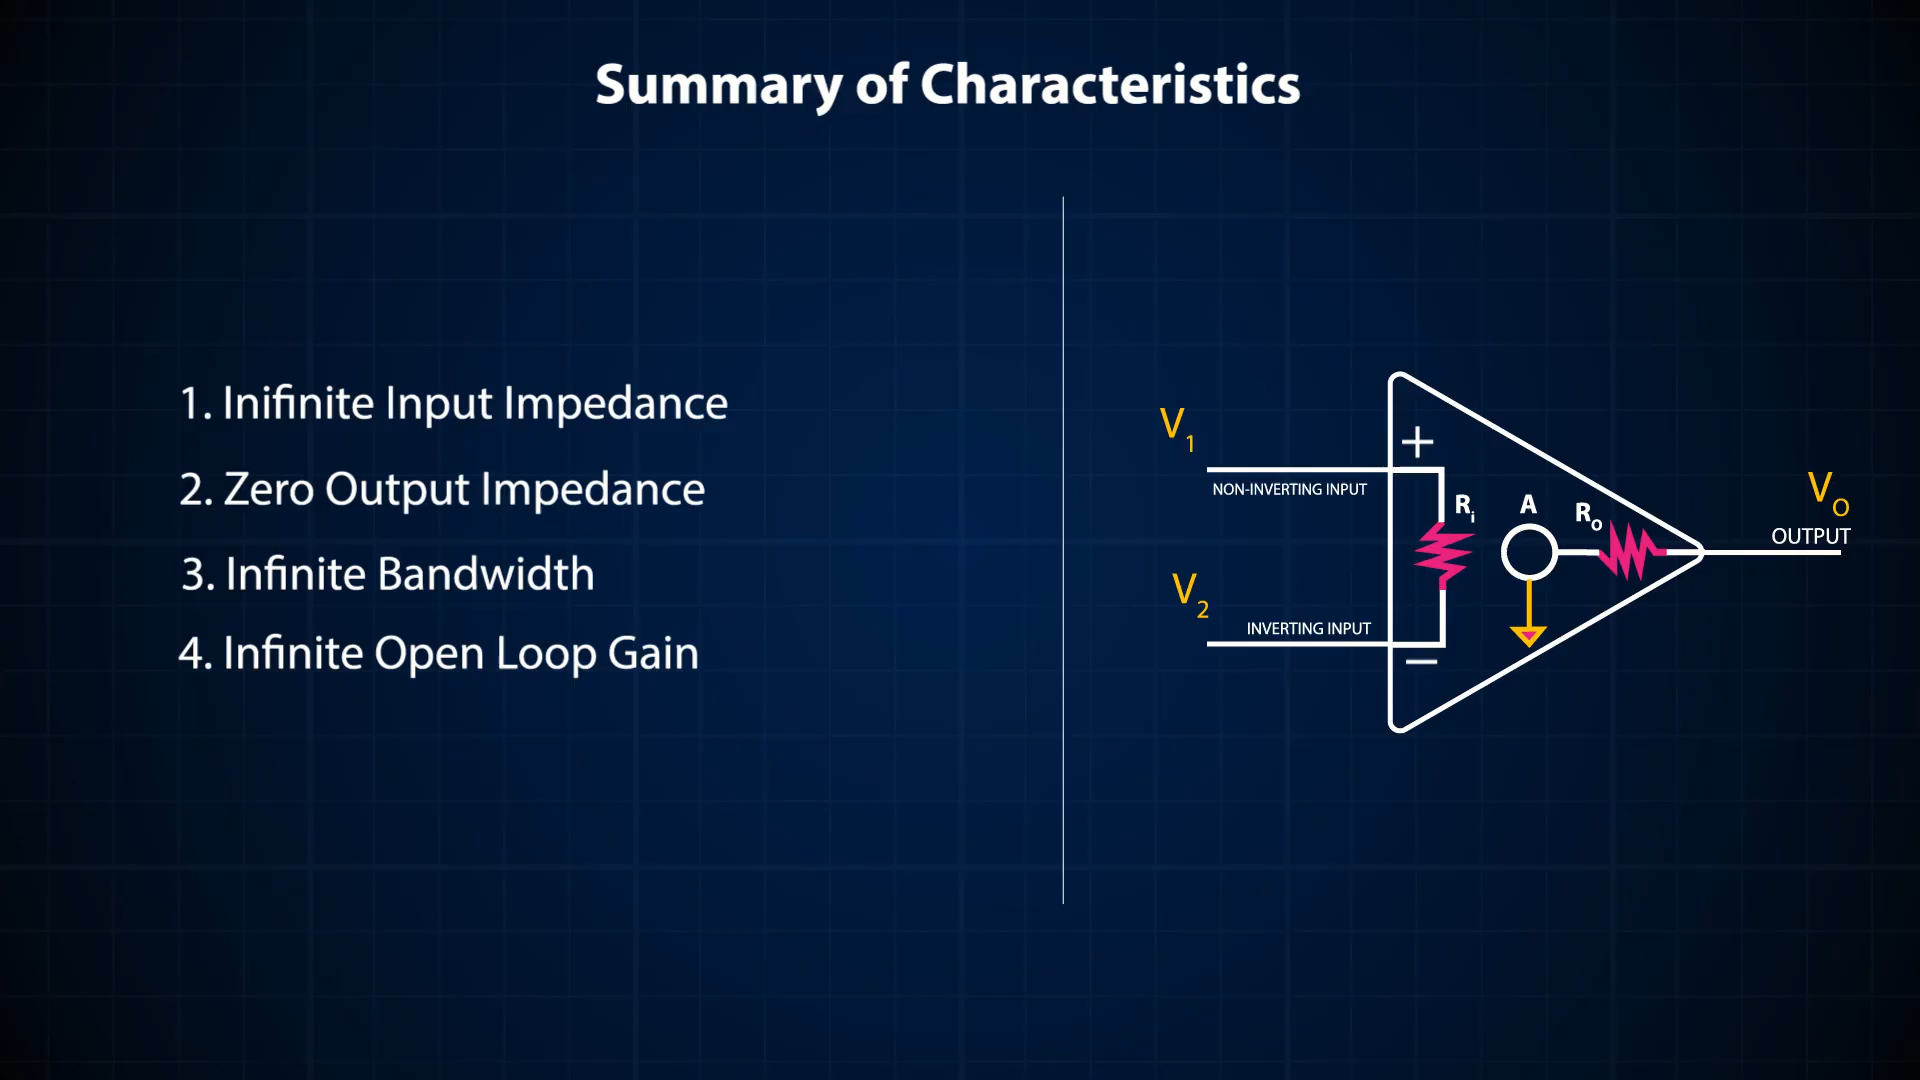 Summary of Characteristics
1. Inifinite Input Impedance
2. Zero Output Impedance
3. Infinite Bandwidth
4. Infinite Open Loop Gain
V1
+
NON-INVERTING INPUT
Ri
A
Ro
VO
OUTPUT
V2
INVERTING INPUT
−